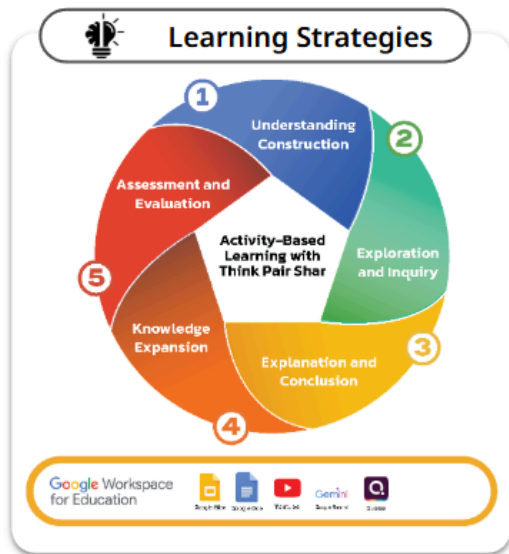 Learning Strategies
1
Understanding
Construction
2
Exploration
and Inquiry
3
Explanation and
Conclusion
4
Knowledge
Expansion
5
Assessment and
Evaluation
Activity-Based
Learning with
Think Pair Shar
Google Workspace
for Education
Gemini